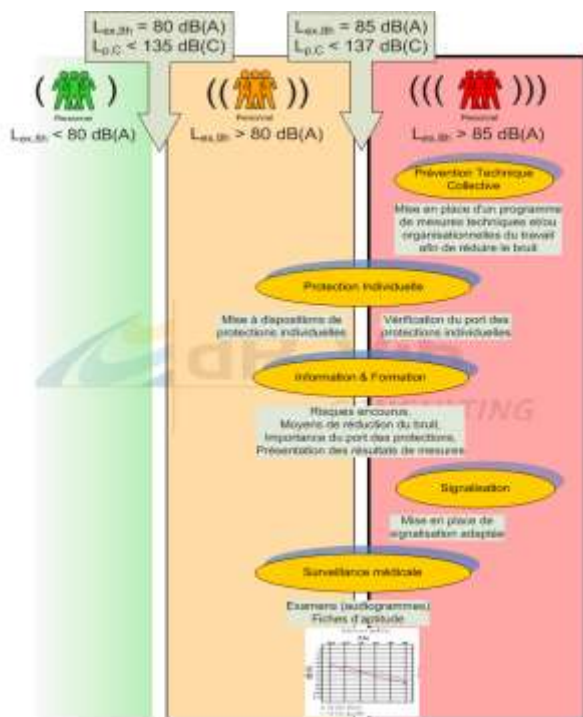 Lex,8h = 80 dB(A)
Lp,C < 135 dB(C)
Lex,8h = 85 dB(A)
Lp,C < 137 dB(C)
Personnel
Lex,8h < 80 dB(A)
Personnel
Lex,8h > 80 dB(A)
Personnel
Lex,8h > 85 dB(A)
Prévention Technique
Collective
Mise en place d'un programme
de mesures techniques et/ou
organisationnelles du travail
afin de réduire le bruit
Protection Individuelle
Mise à dispositions de
protections individuelles
Vérification du port des
protections individuelles
Information & Formation
Risques encourus,
Moyens de réduction du bruit,
Importance du port des protections,
Présentation des résultats de mesures
CONSULTING
Signalisation
Mise en place de
signalisation adaptée
Surveillance médicale
Examens (audiogrammes)
Fiches d'aptitude